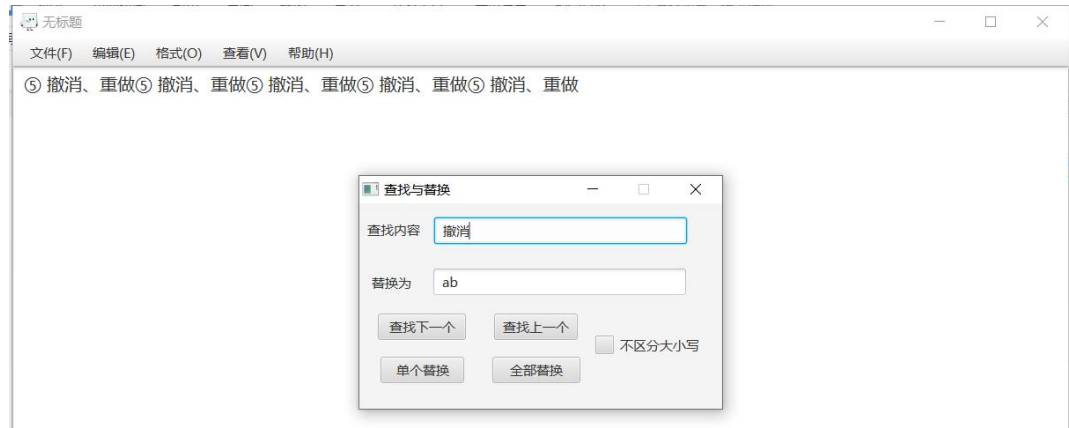 无标题
文件(F) 编辑(E) 格式(O) 查看(V) 帮助(H)
⑤ 撤消、重做⑤ 撤消、重做⑤ 撤消、重做⑤ 撤消、重做⑤ 撤消、重做
查找与替换
查找内容 撤消
替换为 ab
查找下一个 查找上一个
不区分大小写
单个替换 全部替换